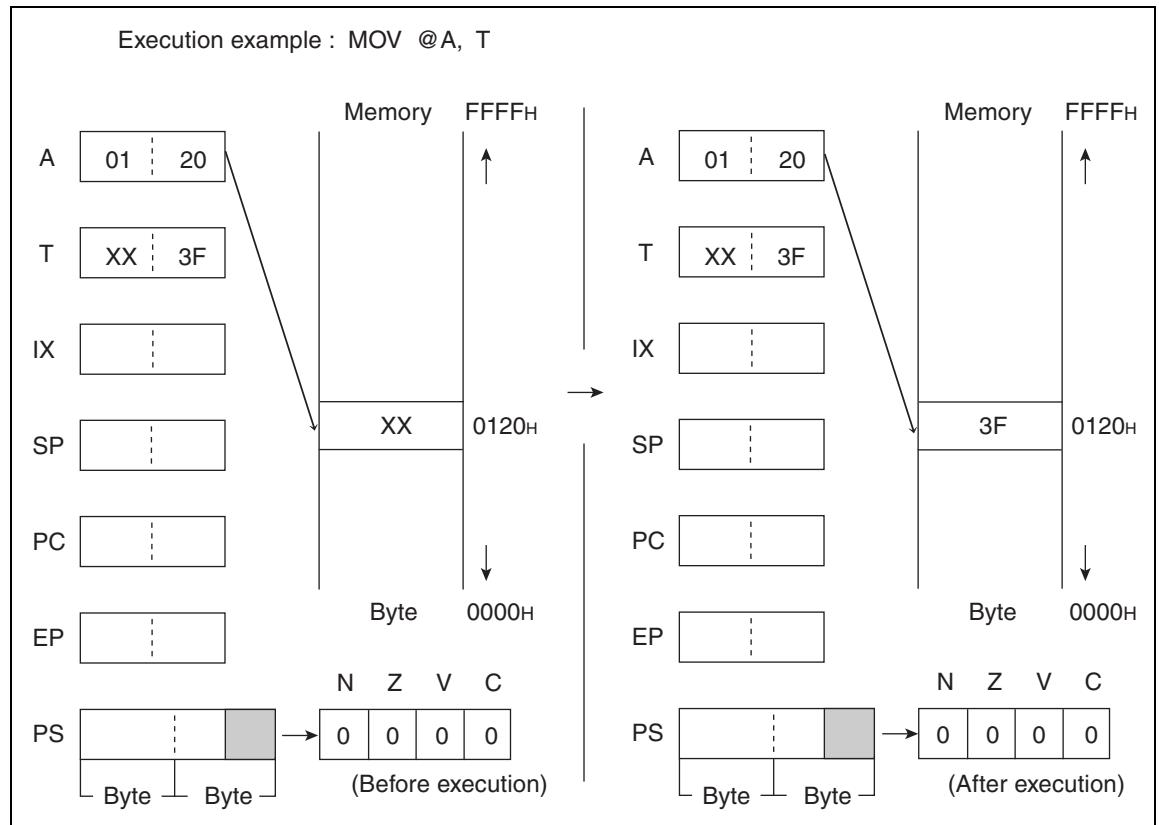 Execution example : MOV @A, T
Memory FFFFH
A 01 20
T XX 3F
IX
XX 0120H
SP
PC
Byte 0000H
EP
N Z V C
PS 0 0 0 0
(Before execution)
Byte Byte
Memory FFFFH
A 01 20
T XX 3F
IX
3F 0120H
SP
PC
Byte 0000H
EP
N Z V C
PS 0 0 0 0
(After execution)
Byte Byte